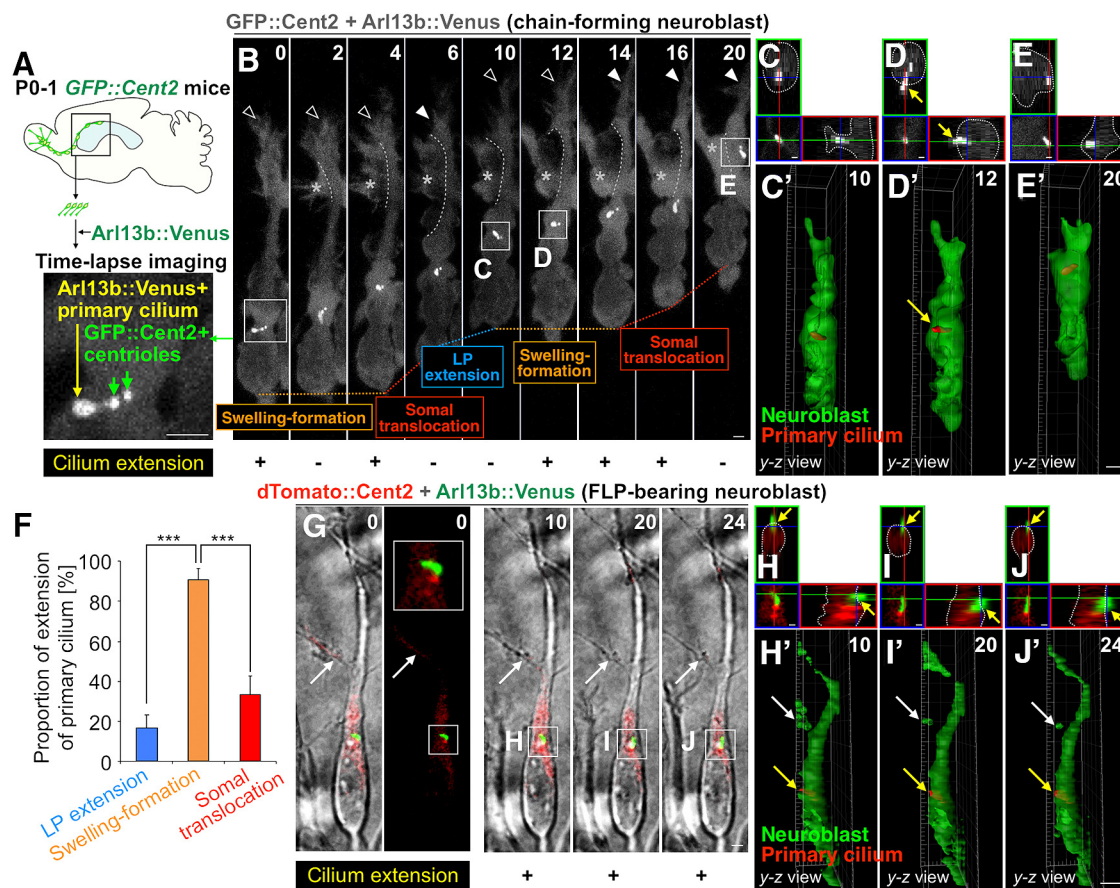 GFP::Cent2 + Arl13b::Venus (chain-forming neuroblast)
A
P0-1 GFP::Cent2 mice
Arl13b::Venus
Time-lapse imaging
Arl13b::Venus+
primary cilium
GFP::Cent2+
centrioles
B
0 2 4 6 10 12 14 16 20
* * * * * * * *
C
D
E
Swelling-formation
Somal
translocation
LP
extension
Swelling-
formation
Somal
translocation
Cilium extension
+ - + - - + + + -
C D E
C’ 10
D’ 12
E’ 20
Neuroblast
Primary cilium
y-z view y-z view y-z view
dTomato::Cent2 + Arl13b::Venus (FLP-bearing neuroblast)
F
Proportion of extension
of primary cilium [%]
100
80
60
40
20
0
*** ***
LP extension
Swelling-formation
Somal
translocation
G
0 0 10 20 24
H I J
Cilium extension
+ + +
H I J
H’ 10
I’ 20
J’ 24
Neuroblast
Primary cilium
y-z view y-z view y-z view